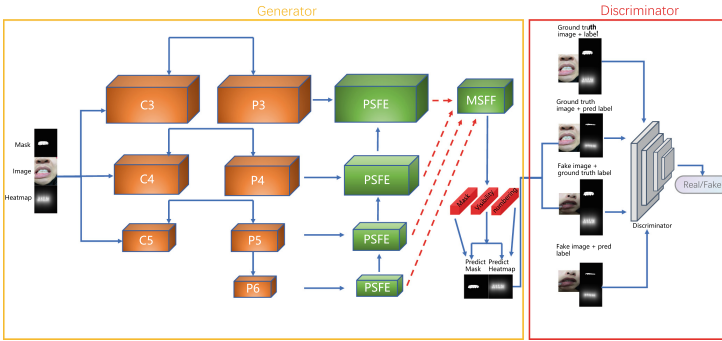 Generator
Discriminator
Ground truth
image + label
C3
P3
PSFE
MSFF
Mask
Image
Heatmap
C4
P4
PSFE
Ground truth
image + pred label
Fake image +
ground truth label
Real/Fake
Discriminator
Mask
Visibility
Numbering
C5
P5
PSFE
P6
PSFE
Predict
Mask
Predict
Heatmap
Fake image + pred
label